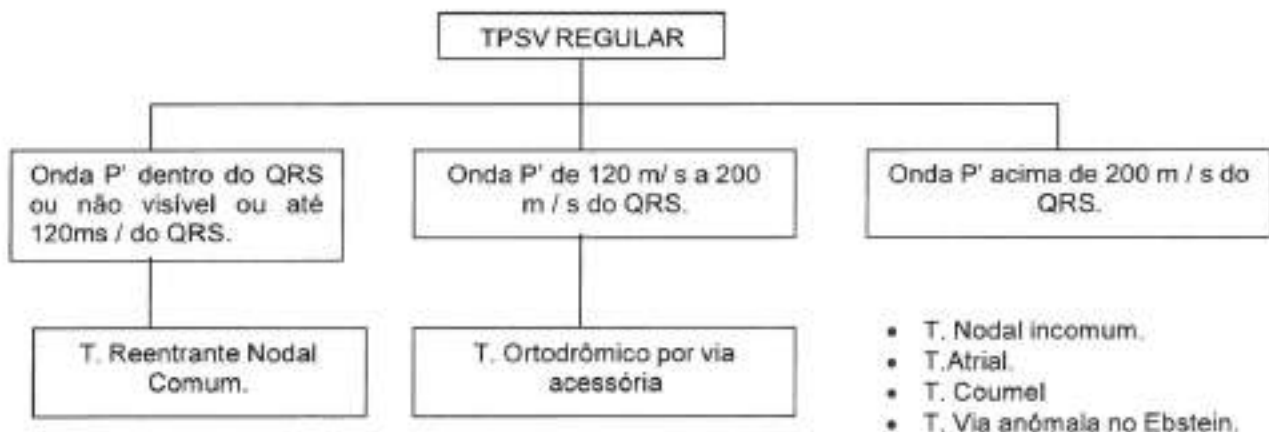 TPSV REGULAR
Onda P' dentro do QRS
ou não visível ou até
120ms / do QRS.
Onda P' de 120 m/ s a 200
m / s do QRS.
Onda P' acima de 200 m / s do
QRS.
T. Reentrante Nodal
Comum.
T. Ortodrômico por via
acessória
• T. Nodal incomum.
• T.Atrial.
• T. Coumel
• T. Via anômala no Ebstein.